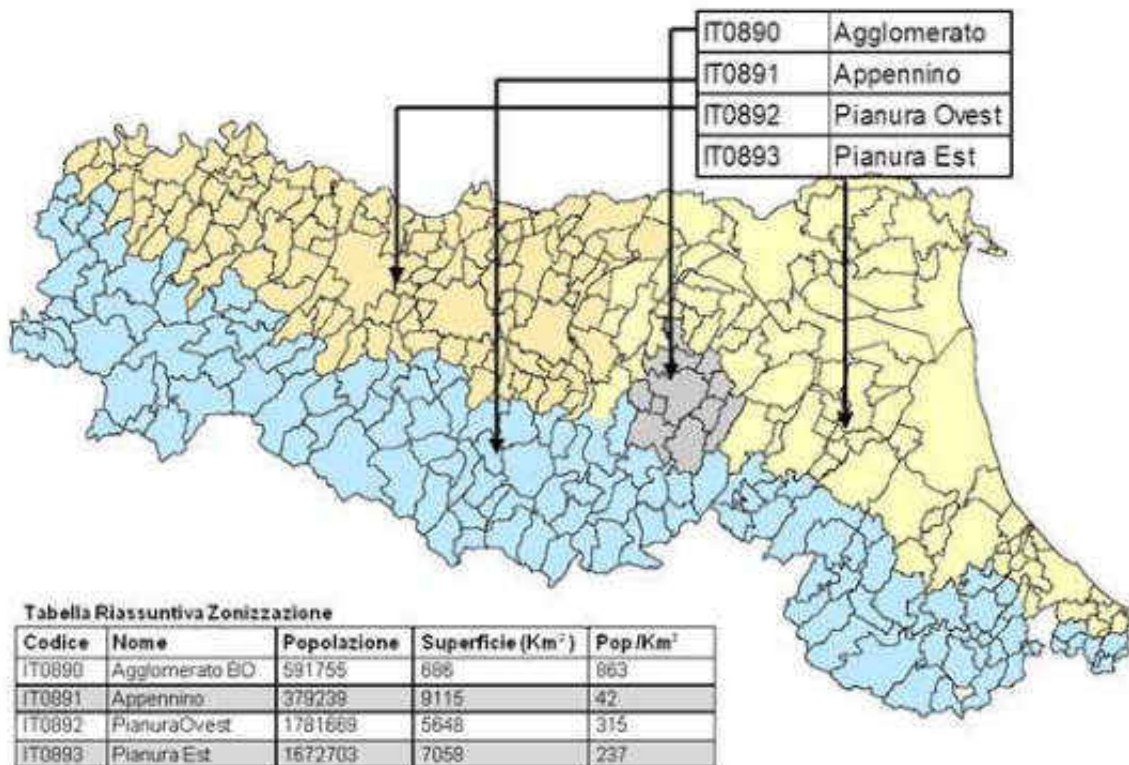 IT0890 Agglomerato
IT0891 Appennino
IT0892 Pianura Ovest
IT0893 Pianura Est
Tabella Riassuntiva Zonizzazione
Codice Nome Popolazione Superficie (Km²) Pop/Km²
IT0890 Agglomerato BO 591755 686 863
IT0891 Appennino 379239 9115 42
IT0892 PianuraOvest 1781669 5648 315
IT0893 Pianura Est 1672703 7059 237